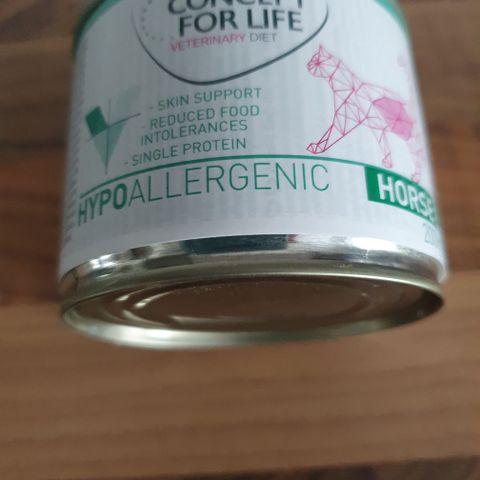 CONCEPT
FOR LIFE
VETERINARY DIET
- SKIN SUPPORT
- REDUCED FOOD
INTOLERANCES
- SINGLE PROTEIN
HYPOALLERGENIC
HORSE